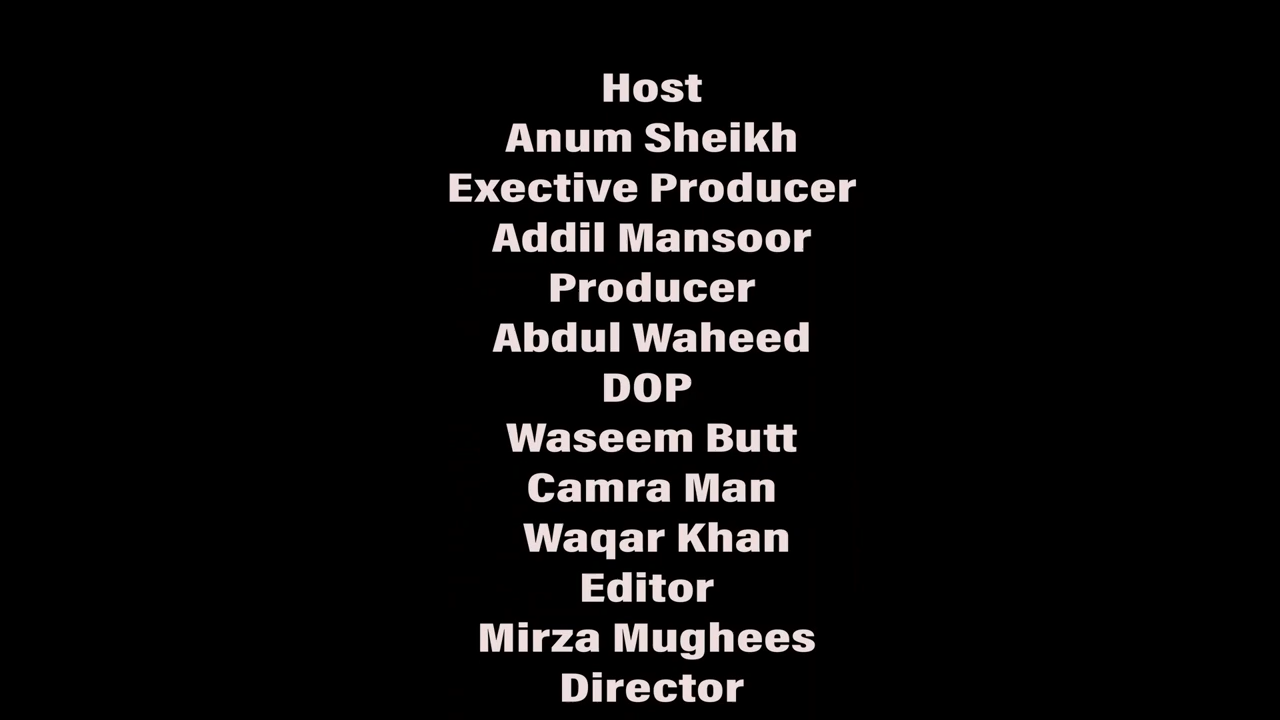 Host
Anum Sheikh
Exective Producer
Addil Mansoor
Producer
Abdul Waheed
DOP
Waseem Butt
Camra Man
Waqar Khan
Editor
Mirza Mughees
Director